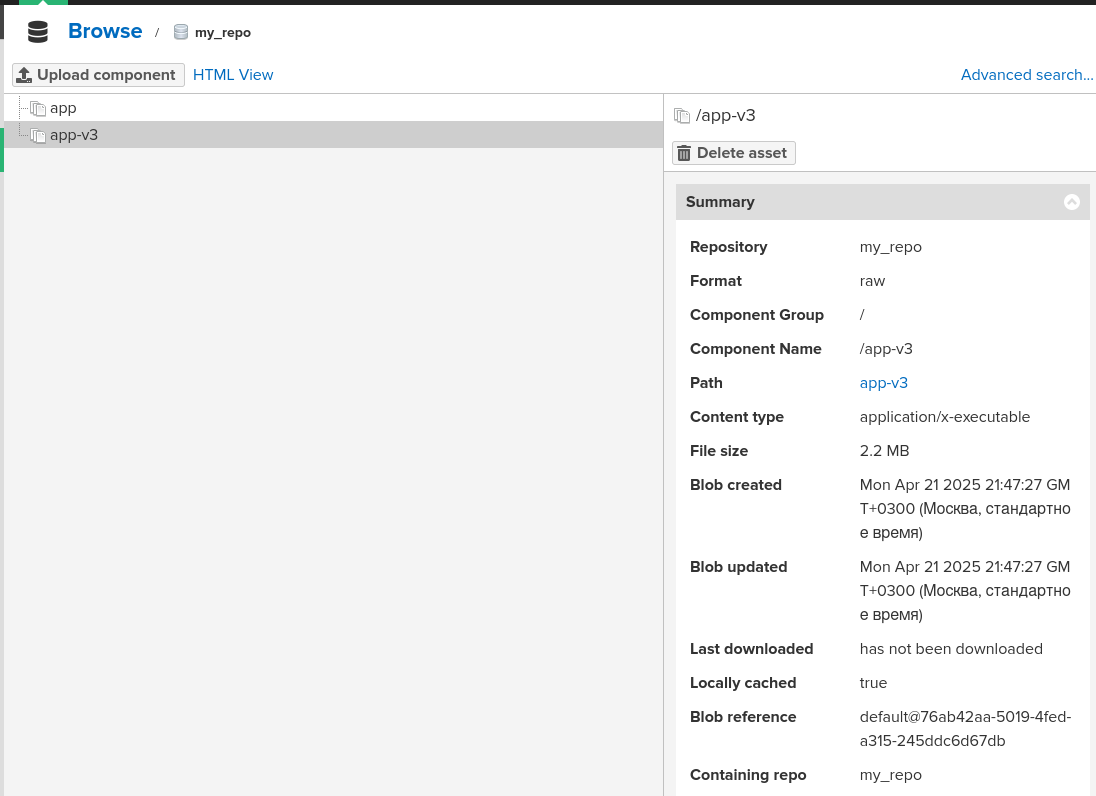 Browse / my_repo
Upload component HTML View Advanced search...
app
app-v3
/app-v3
Delete asset
Summary
Repository my_repo
Format raw
Component Group /
Component Name /app-v3
Path app-v3
Content type application/x-executable
File size 2.2 MB
Blob created Mon Apr 21 2025 21:47:27 GM
T+0300 (Москва, стандартно
е время)
Blob updated Mon Apr 21 2025 21:47:27 GM
T+0300 (Москва, стандартно
е время)
Last downloaded has not been downloaded
Locally cached true
Blob reference default@76ab42aa-5019-4fed-
a315-245ddc6d67db
Containing repo my_repo